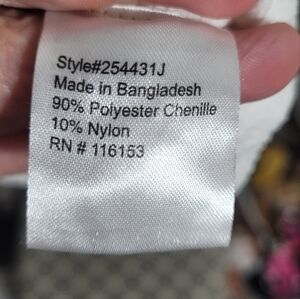 Style#254431J
Made in Bangladesh
90% Polyester Chenille
10% Nylon
RN # 116153